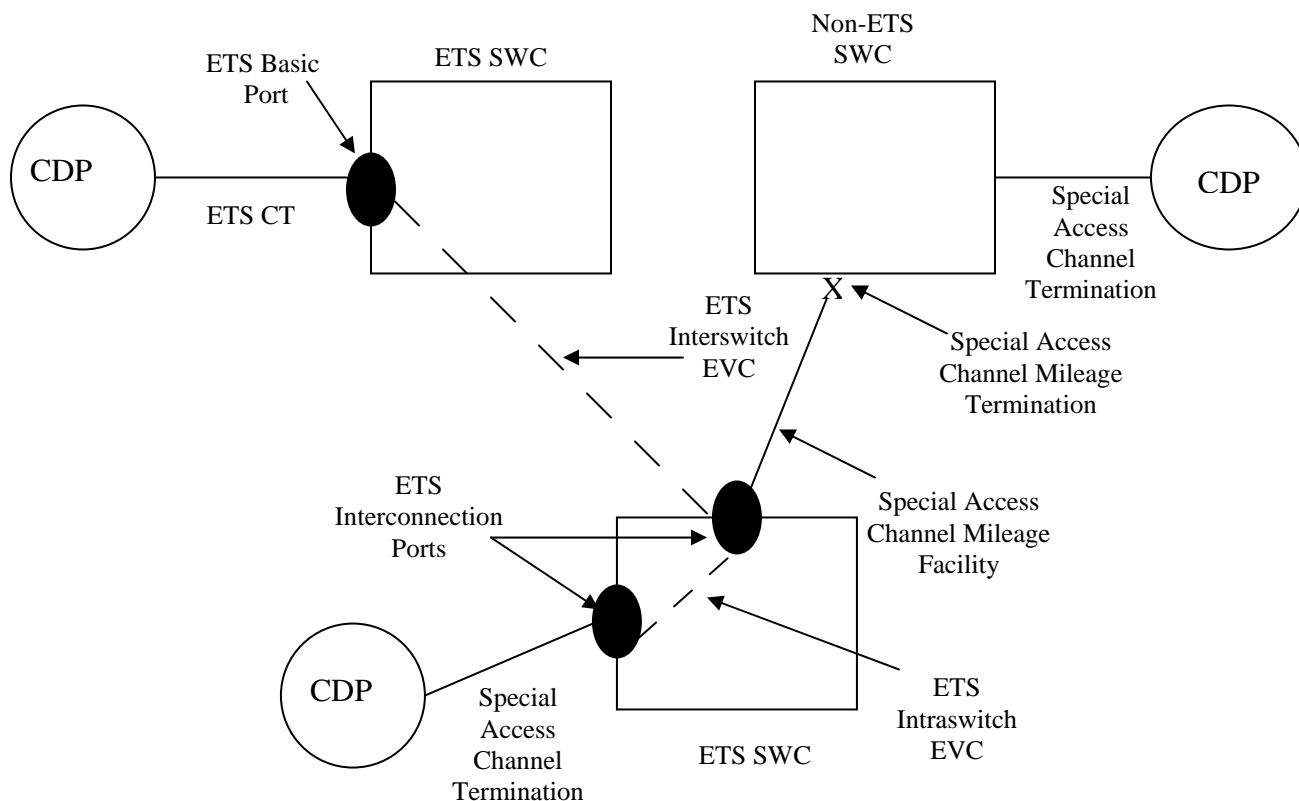 Non-ETS
SWC
ETS SWC
ETS Basic
Port
CDP
CDP
ETS CT
Special
Access
Channel
Termination
X
ETS
Interswitch
EVC
Special Access
Channel Mileage
Termination
ETS
Interconnection
Ports
Special Access
Channel Mileage
Facility
CDP
Special
Access
Channel
Termination
ETS
Intraswitch
EVC
ETS SWC